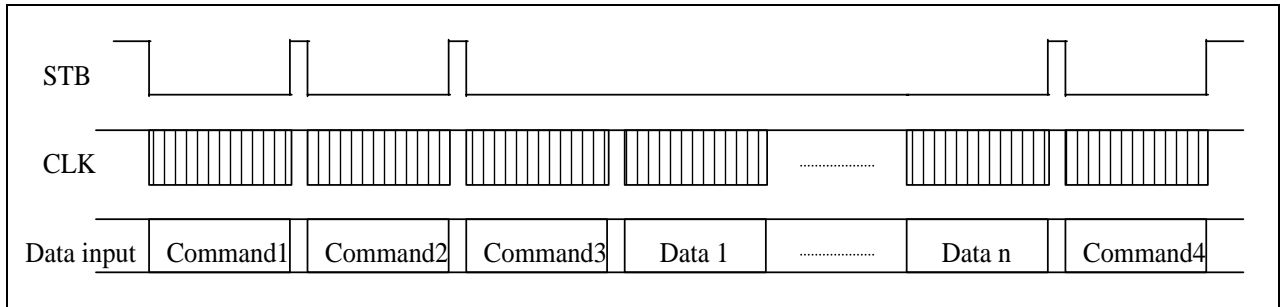 STB
CLK
Data input Command1 Command2 Command3 Data 1 Data n Command4